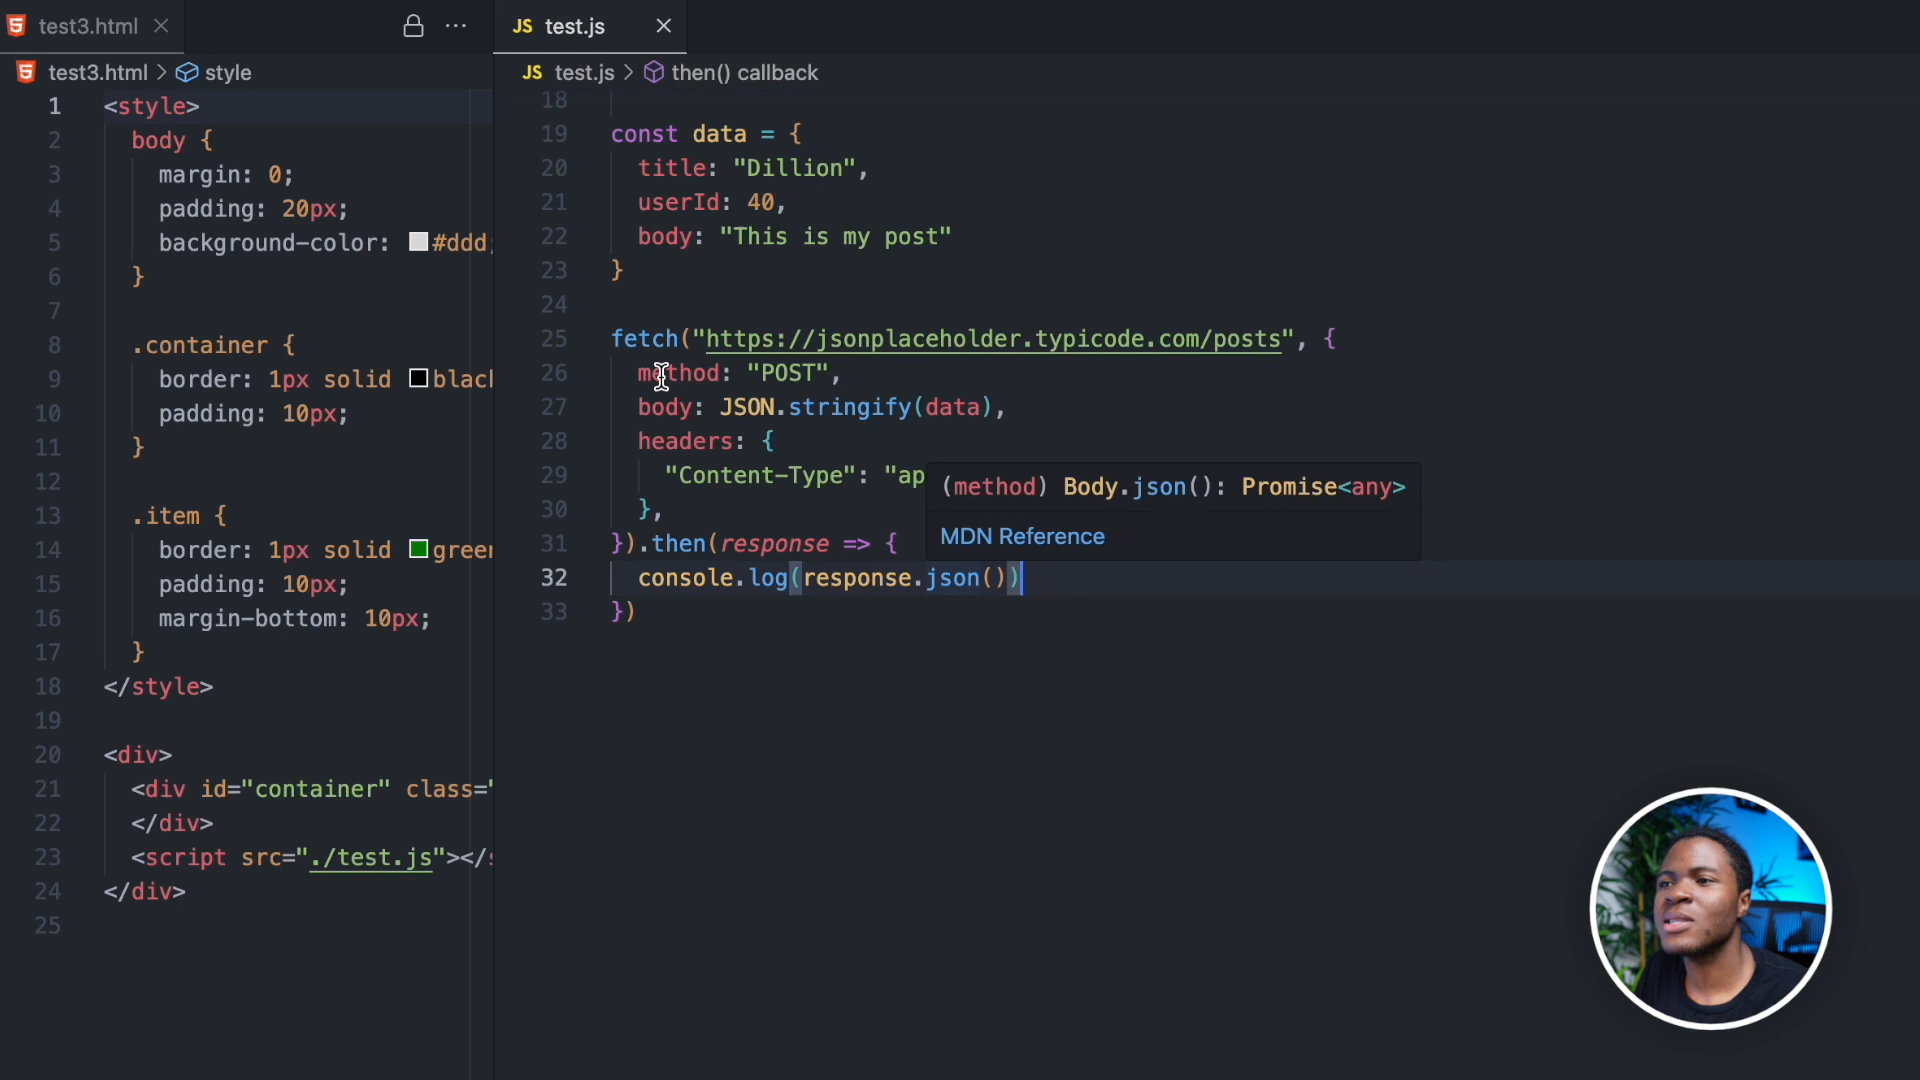 test3.html
JS test.js
test3.html > style
JS test.js > then() callback
1 <style>
2 body {
3 margin: 0;
4 padding: 20px;
5 background-color: #ddd;
6 }
7
8 .container {
9 border: 1px solid blac
10 padding: 10px;
11 }
12
13 .item {
14 border: 1px solid green
15 padding: 10px;
16 margin-bottom: 10px;
17 }
18 </style>
19
20 <div>
21 <div id="container" class="
22 </div>
23 <script src="./test.js"></s
24 </div>
25
18
19 const data = {
20 title: "Dillion",
21 userId: 40,
22 body: "This is my post"
23 }
24
25 fetch("https://jsonplaceholder.typicode.com/posts", {
26 method: "POST",
27 body: JSON.stringify(data),
28 headers: {
29 "Content-Type": "ap
30 },
31 }).then(response => {
32 console.log(response.json())
33 })
(method) Body.json(): Promise<any>
MDN Reference